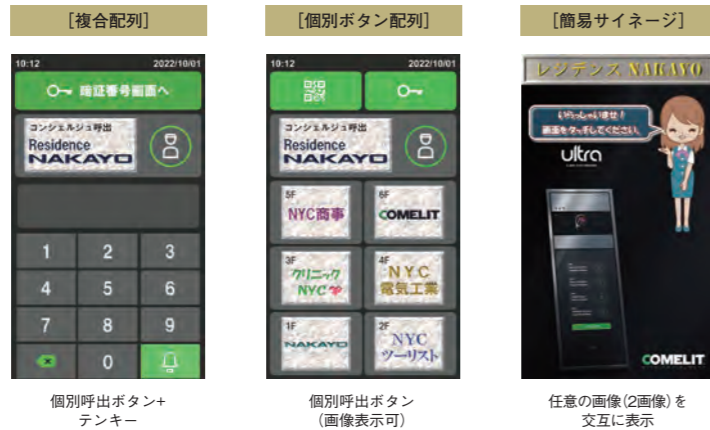 [複合配列]
10:12 2022/10/01
暗証番号画面へ
コンシェルジュ呼出
Residence
NAKAYO
1 2 3
4 5 6
7 8 9
0
個別呼出ボタン+
テンキー
[個別ボタン配列]
10:12 2022/10/01
コンシェルジュ呼出
Residence
NAKAYO
5F 6F
NYC商事 COMELIT
3F 4F
クリニック NYC
NYC 電気工業
1F 2F
NAKAYO NYC
ツーリスト
個別呼出ボタン
(画像表示可)
[簡易サイネージ]
レジデンス NAKAYO
いらっしゃいませ!
画面をタッチしてください。
ultra
COMELIT
任意の画像(2画像)を
交互に表示